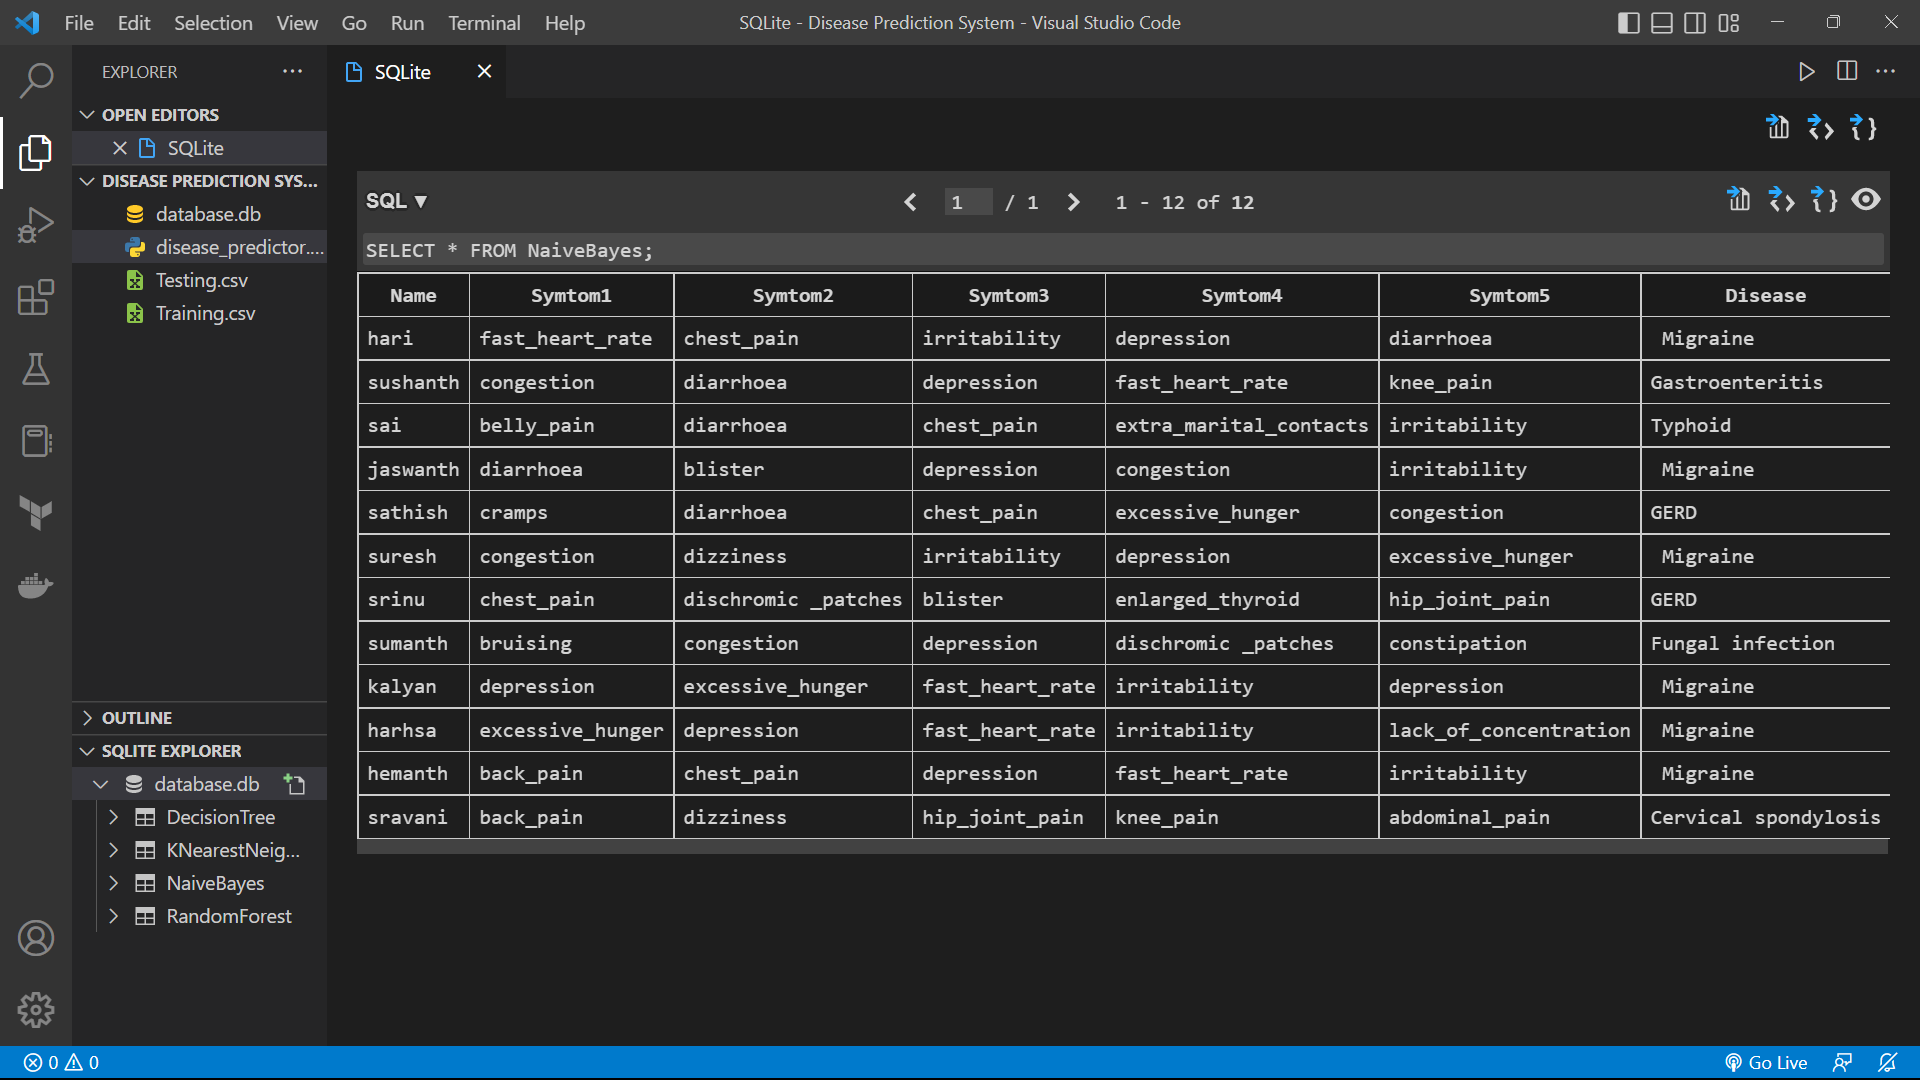 File Edit Selection View Go Run Terminal Help SQLite - Disease Prediction System - Visual Studio Code
EXPLORER
SQLite
OPEN EDITORS
SQLite
DISEASE PREDICTION SYS...
database.db
disease_predictor....
Testing.csv
Training.csv
OUTLINE
SQLITE EXPLORER
database.db
DecisionTree
KNearestNeig...
NaiveBayes
RandomForest
SQL ▼ 1 / 1 1 - 12 of 12
SELECT * FROM NaiveBayes;
Name Symtom1 Symtom2 Symtom3 Symtom4 Symtom5 Disease
hari fast_heart_rate chest_pain irritability depression diarrhoea Migraine
sushanth congestion diarrhoea depression fast_heart_rate knee_pain Gastroenteritis
sai belly_pain diarrhoea chest_pain extra_marital_contacts irritability Typhoid
jaswanth diarrhoea blister depression congestion irritability Migraine
sathish cramps diarrhoea chest_pain excessive_hunger congestion GERD
suresh congestion dizziness irritability depression excessive_hunger Migraine
srinu chest_pain dischromic _patches blister enlarged_thyroid hip_joint_pain GERD
sumanth bruising congestion depression dischromic _patches constipation Fungal infection
kalyan depression excessive_hunger fast_heart_rate irritability depression Migraine
harhsa excessive_hunger depression fast_heart_rate irritability lack_of_concentration Migraine
hemanth back_pain chest_pain depression fast_heart_rate irritability Migraine
sravani back_pain dizziness hip_joint_pain knee_pain abdominal_pain Cervical spondylosis
0 0 Go Live